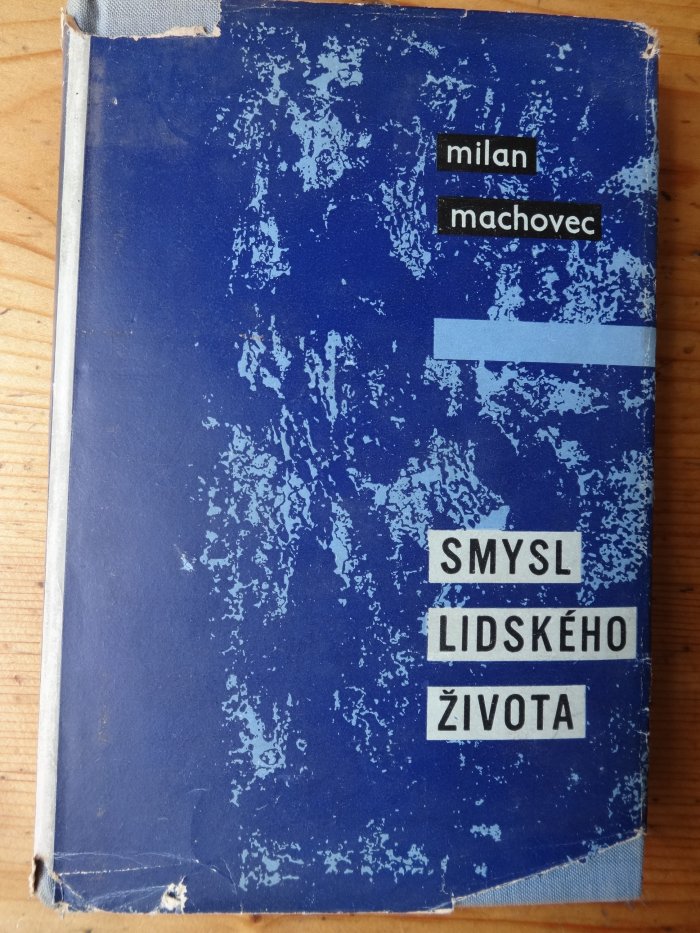 milan
machovec
SMYSL
LIDSKÉHO
ŽIVOTA